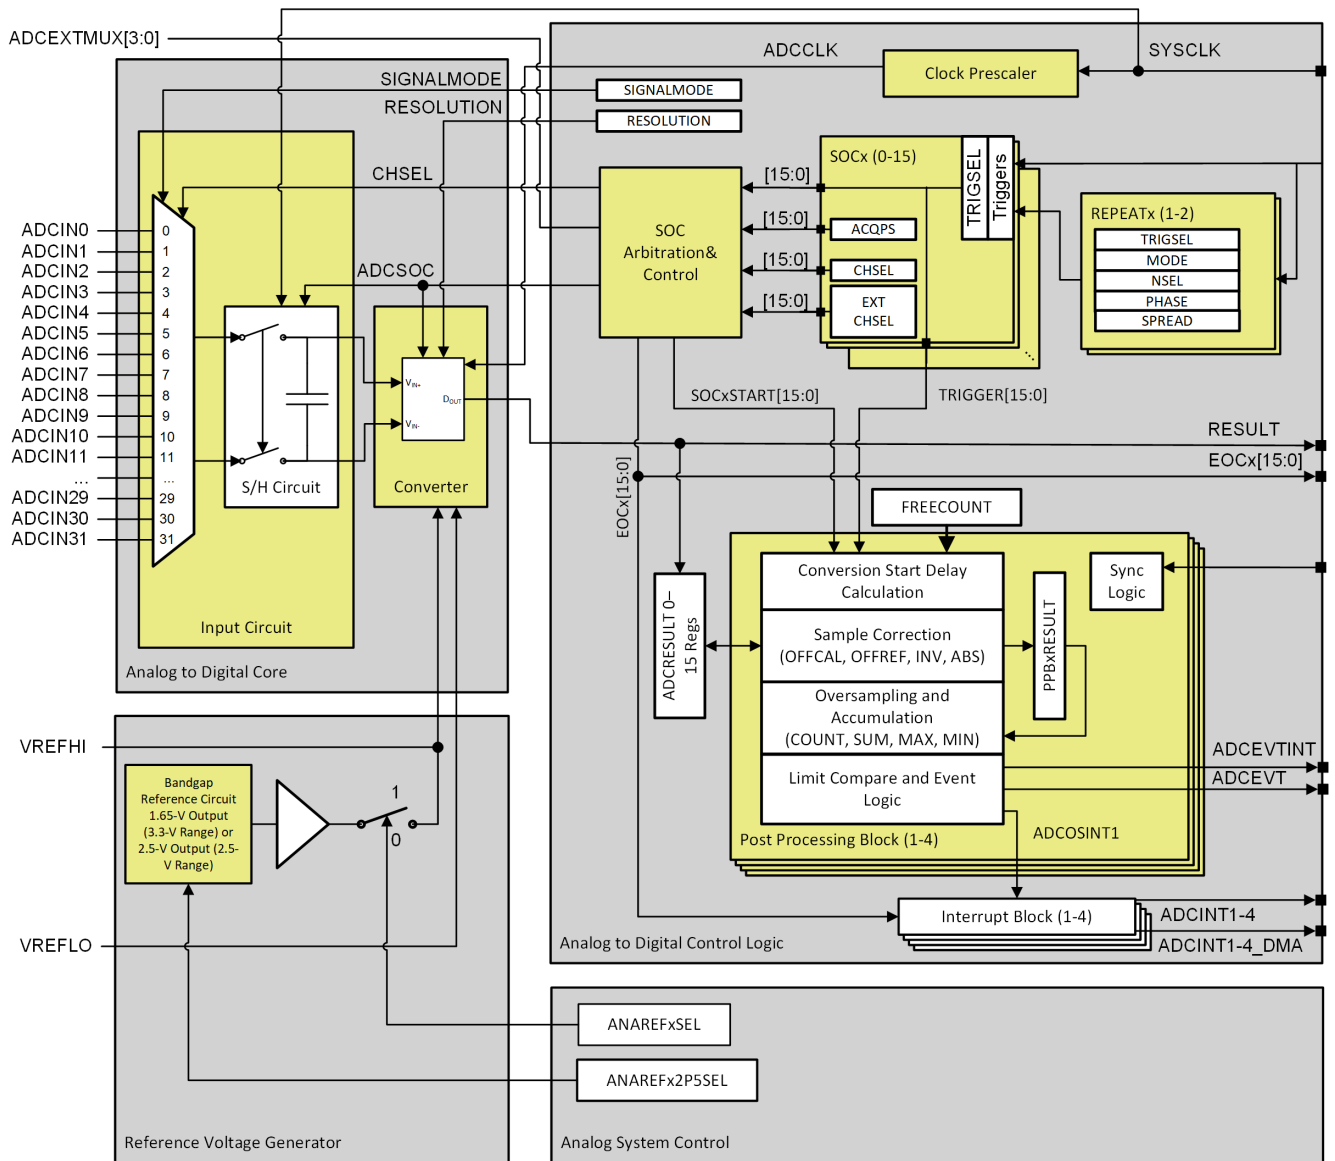 ADCEXTMUX[3:0]
ADCCLK
SYSCLK
Clock Prescaler
SIGNALMODE
SIGNALMODE
RESOLUTION
RESOLUTION
CHSEL
ADCSOC
ADCIN0
ADCIN1
ADCIN2
ADCIN3
ADCIN4
ADCIN5
ADCIN6
ADCIN7
ADCIN8
ADCIN9
ADCIN10
ADCIN11
...
ADCIN29
ADCIN30
ADCIN31
0
1
2
3
4
5
6
7
8
9
10
11
...
29
30
31
S/H Circuit
Input Circuit
VIN+
VIN-
DOUT
Converter
Analog to Digital Core
SOC
Arbitration&
Control
[15:0]
[15:0]
[15:0]
[15:0]
SOCx (0-15)
TRIGSEL
Triggers
ACQPS
CHSEL
EXT
CHSEL
REPEATx (1-2)
TRIGSEL
MODE
NSEL
PHASE
SPREAD
SOCxSTART[15:0]
TRIGGER[15:0]
RESULT
EOCx[15:0]
EOCx[15:0]
FREECOUNT
Conversion Start Delay
Calculation
Sample Correction
(OFFCAL, OFFREF, INV, ABS)
Oversampling and
Accumulation
(COUNT, SUM, MAX, MIN)
Limit Compare and Event
Logic
Sync
Logic
PPBxRESULT
ADCRESULT 0–
15 Regs
Post Processing Block (1-4)
ADCEVTINT
ADCEVT
ADCOSINT1
Interrupt Block (1-4)
ADCINT1-4
ADCINT1-4_DMA
Analog to Digital Control Logic
VREFHI
Bandgap
Reference Circuit
1.65-V Output
(3.3-V Range) or
2.5-V Output (2.5-
V Range)
1
0
VREFLO
Reference Voltage Generator
ANAREFxSEL
ANAREFx2P5SEL
Analog System Control